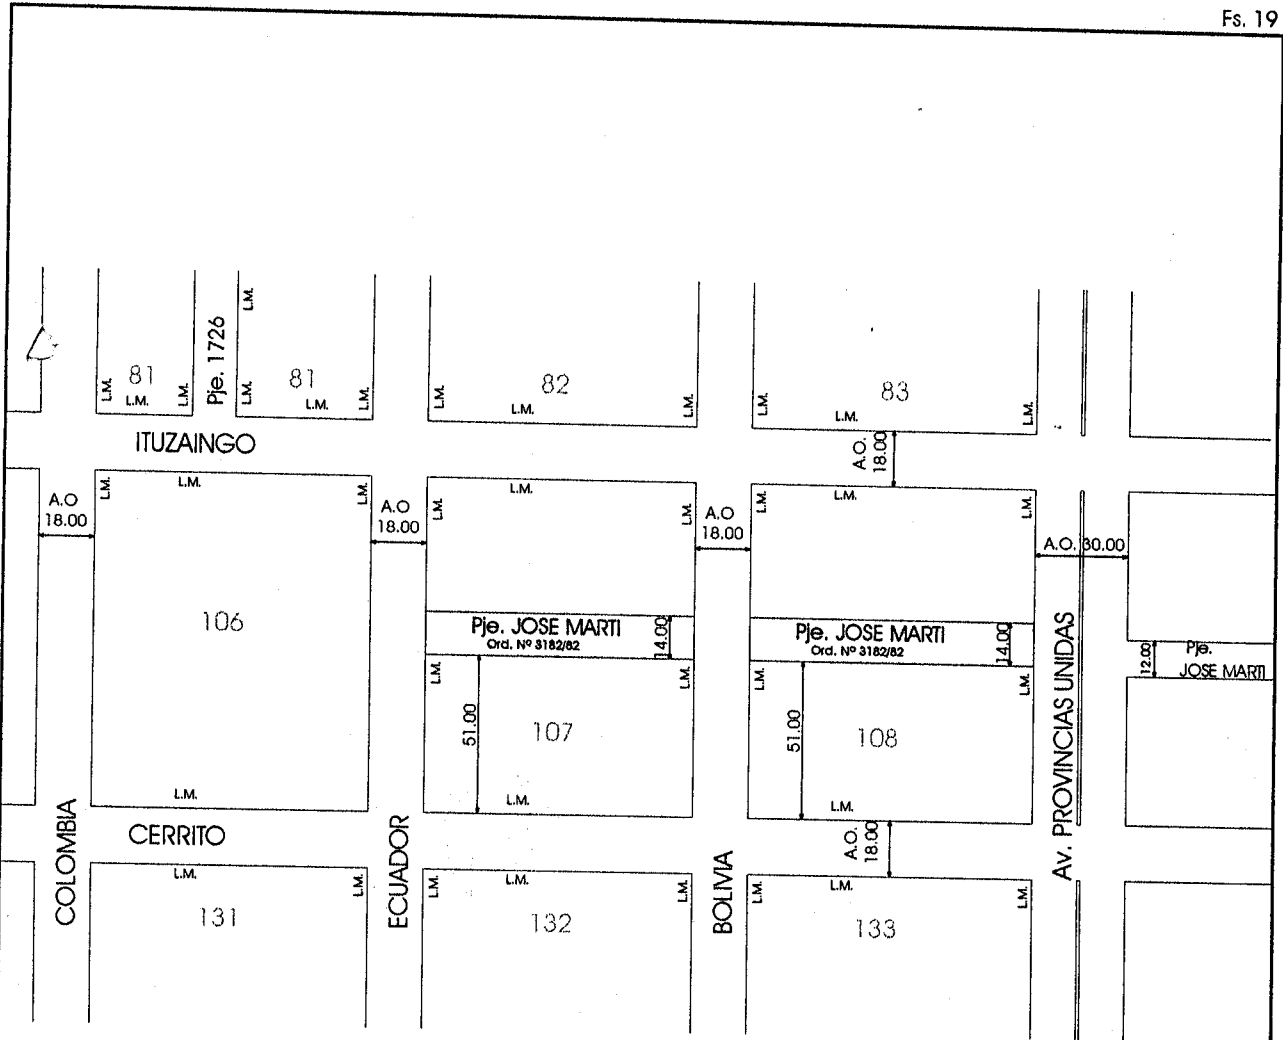 Fs. 19
L.M.
Pje. 1726
81
81
82
83
L.M.
L.M.
L.M.
L.M.
L.M.
L.M.
L.M.
L.M.
L.M.
L.M.
L.M.
L.M.
L.M.
ITUZAINGO
A.O.
18.00
L.M.
L.M.
L.M.
L.M.
L.M.
L.M.
L.M.
L.M.
L.M.
A.O
18.00
A.O
18.00
A.O
18.00
A.O. 30.00
106
Pje. JOSE MARTI
Ord. Nº 3182/82
14.00
Pje. JOSE MARTI
Ord. Nº 3182/82
14.00
12.00
Pje.
JOSE MARTI
L.M.
L.M.
L.M.
L.M.
51.00
107
51.00
108
Av. PROVINCIAS UNIDAS
L.M.
L.M.
L.M.
COLOMBIA
CERRITO
ECUADOR
BOLIVIA
A.O.
18.00
L.M.
L.M.
L.M.
L.M.
L.M.
L.M.
L.M.
L.M.
131
132
133